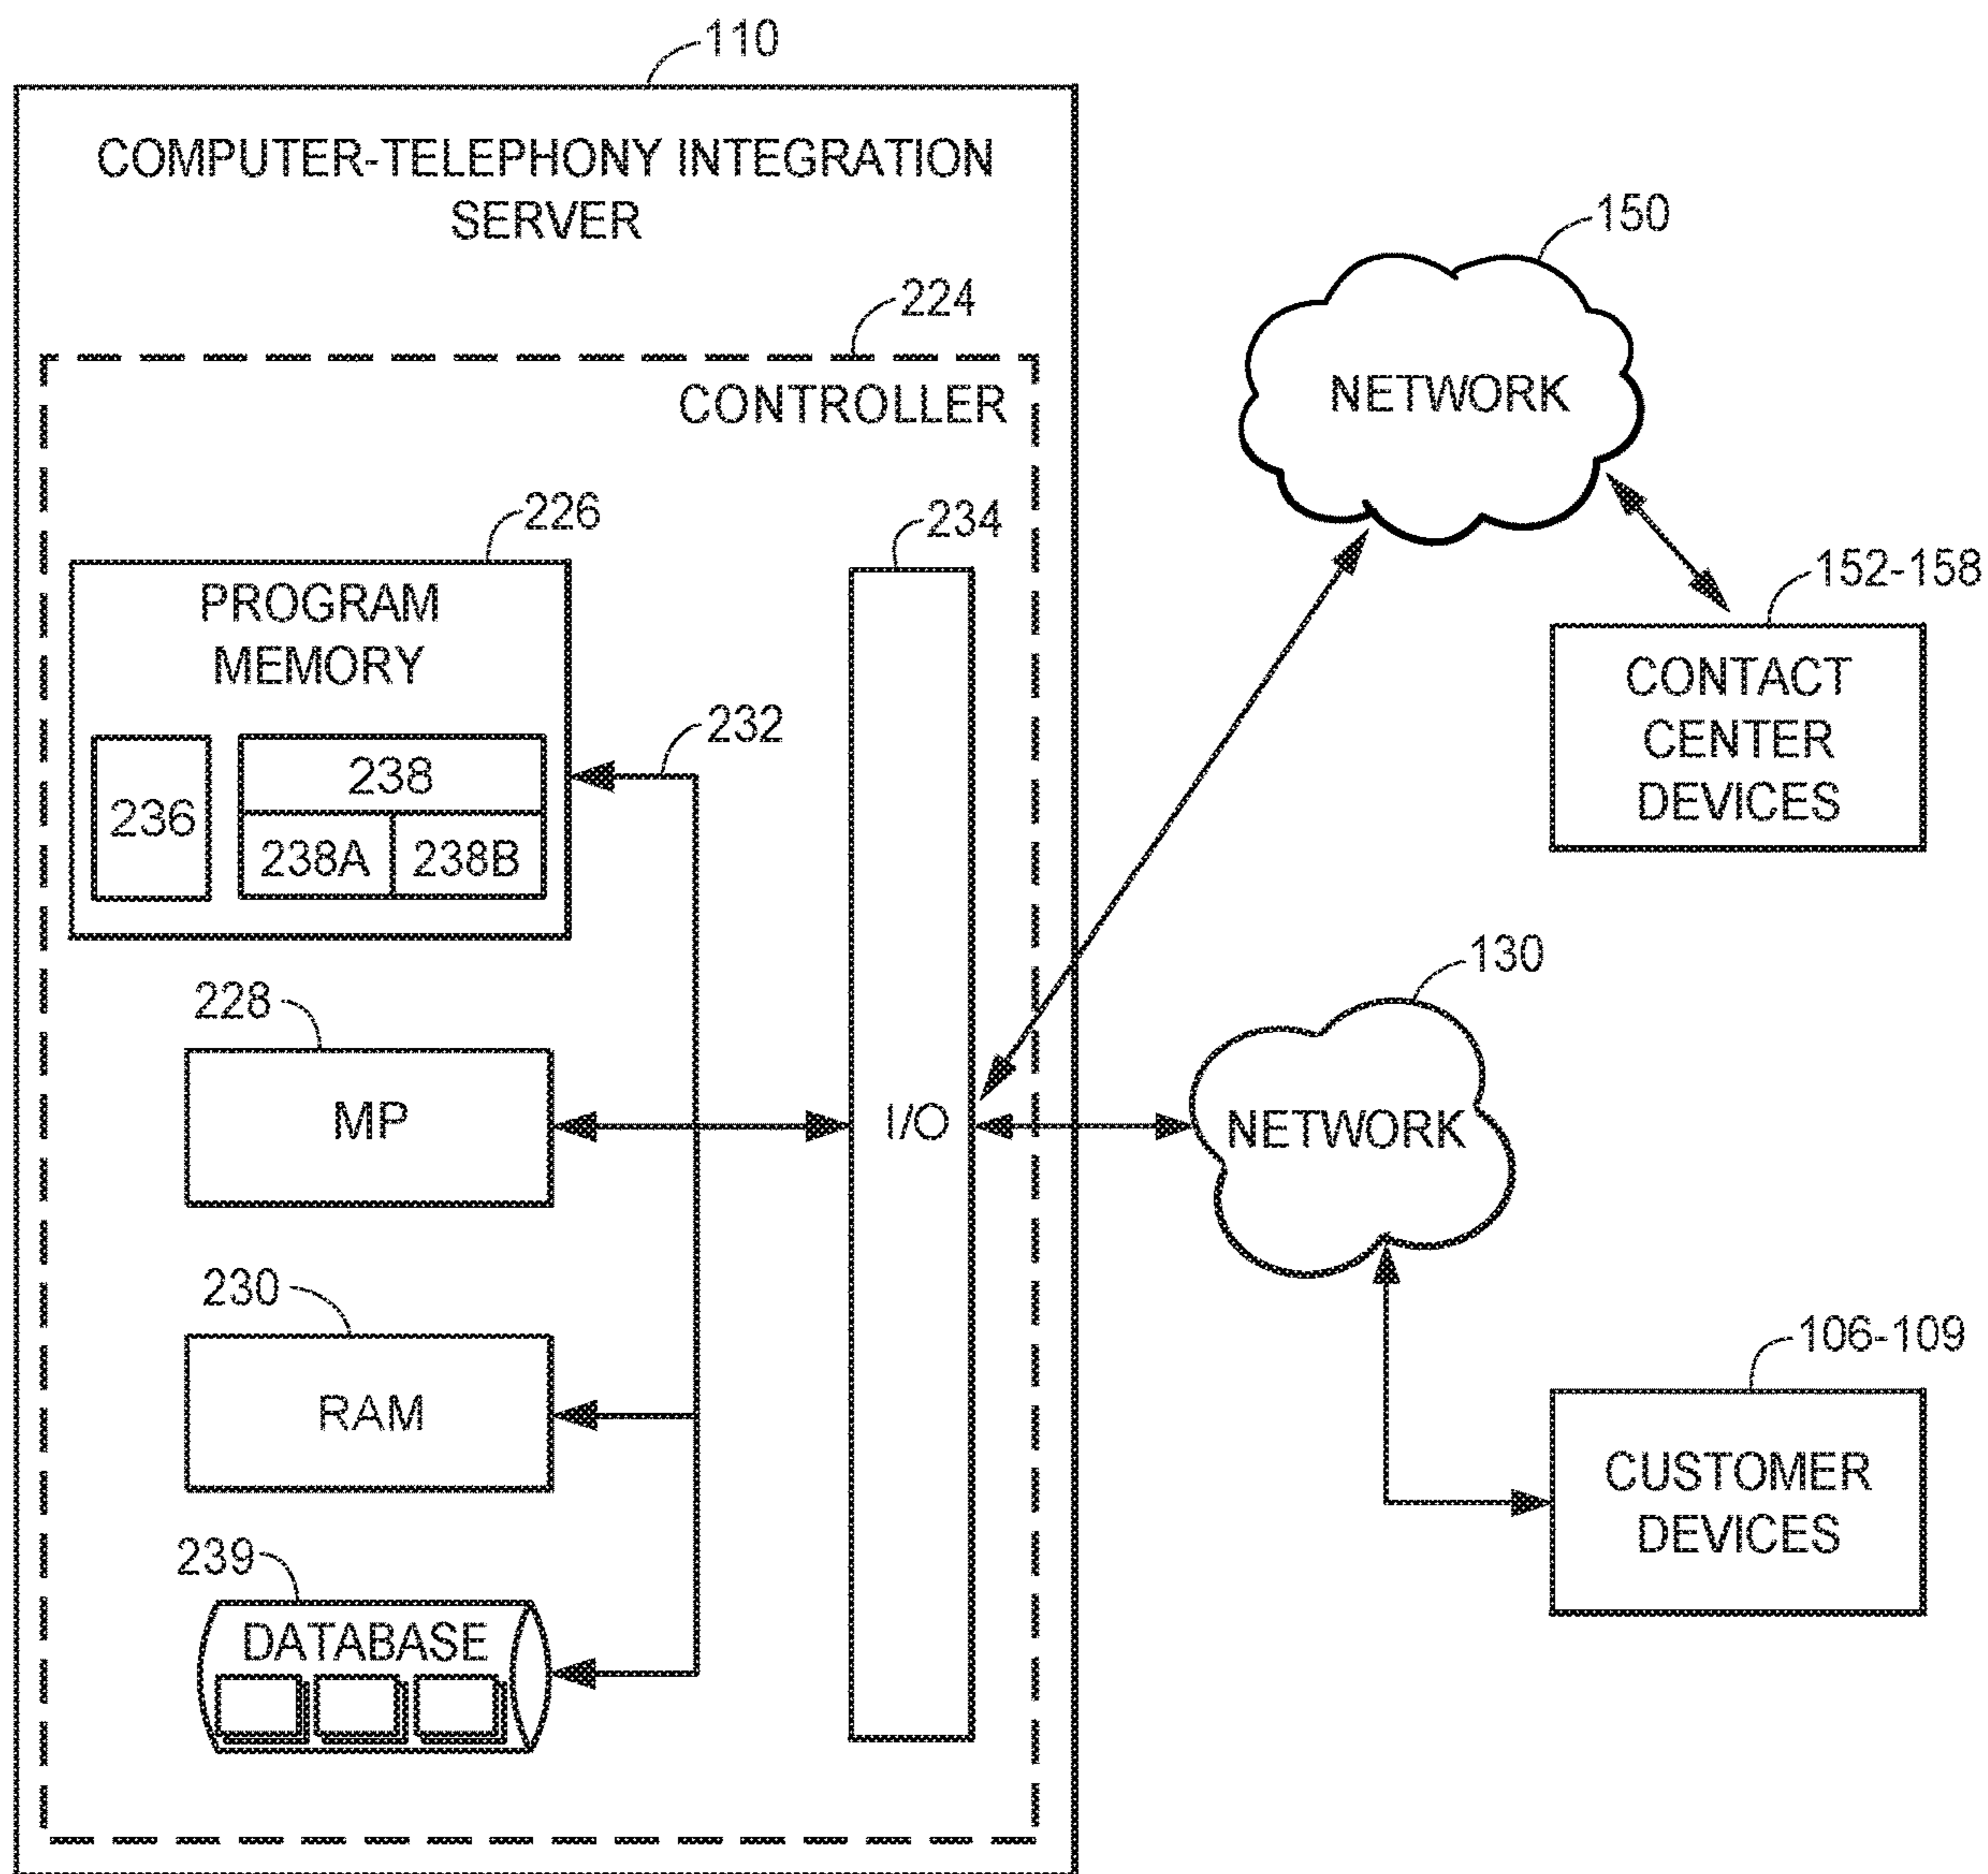 110
COMPUTER-TELEPHONY INTEGRATION
SERVER
150
224
CONTROLLER
NETWORK
226
234
152-158
PROGRAM
MEMORY
CONTACT
CENTER
DEVICES
232
236
238
238A
238B
130
228
MP
I/O
NETWORK
230
RAM
106-109
CUSTOMER
DEVICES
239
DATABASE